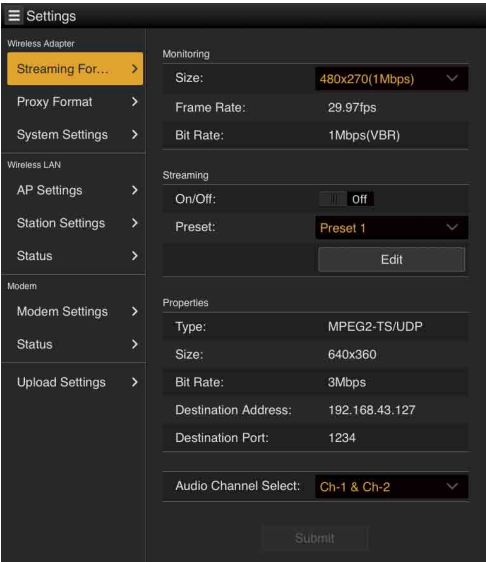 Settings
Wireless Adapter
Streaming For...
Proxy Format
System Settings
Wireless LAN
AP Settings
Station Settings
Status
Modem
Modem Settings
Status
Upload Settings
Monitoring
Size: 480x270(1Mbps)
Frame Rate: 29.97fps
Bit Rate: 1Mbps(VBR)
Streaming
On/Off: Off
Preset: Preset 1
Edit
Properties
Type: MPEG2-TS/UDP
Size: 640x360
Bit Rate: 3Mbps
Destination Address: 192.168.43.127
Destination Port: 1234
Audio Channel Select: Ch-1 & Ch-2
Submit